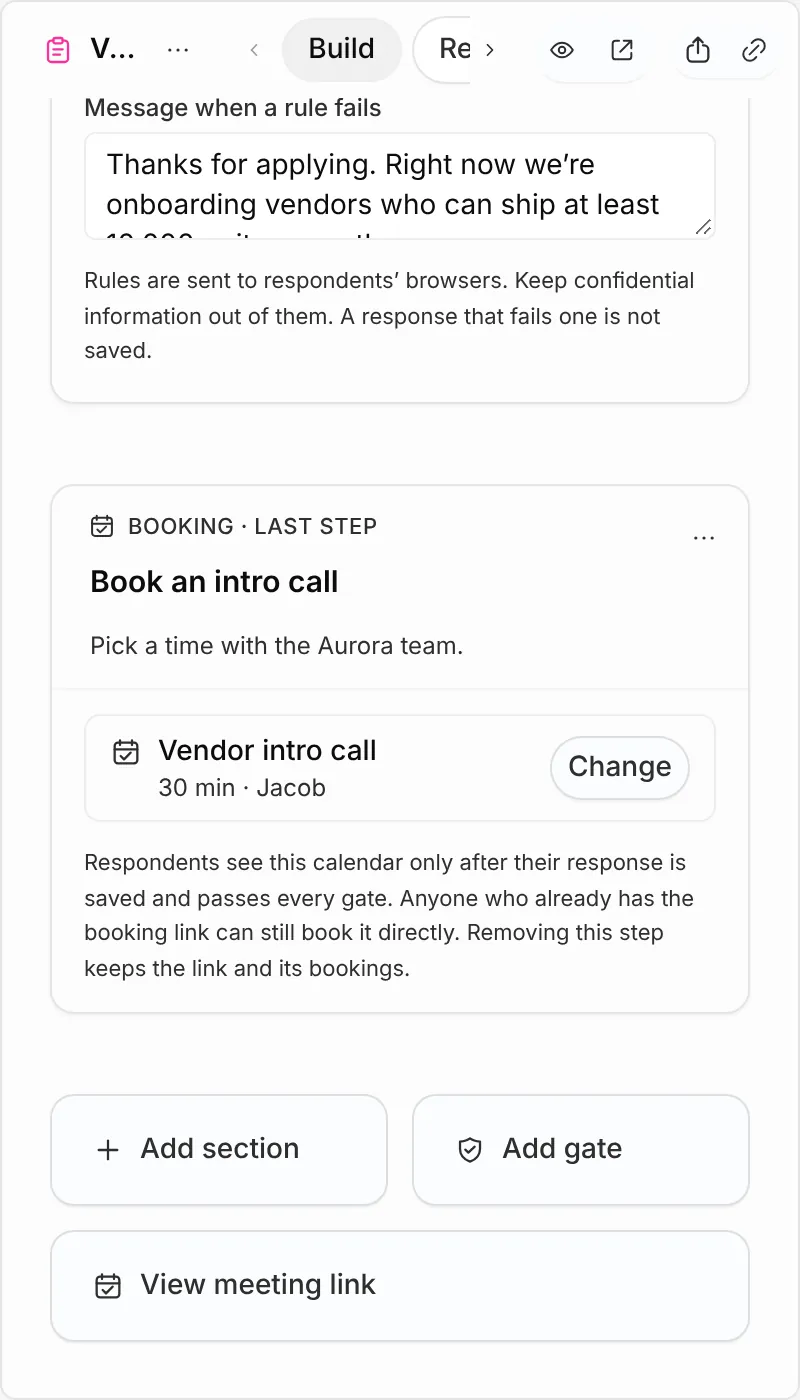 V...
Build
Re
Message when a rule fails
Thanks for applying. Right now we’re
onboarding vendors who can ship at least
Rules are sent to respondents’ browsers. Keep confidential
information out of them. A response that fails one is not
saved.
BOOKING · LAST STEP
Book an intro call
Pick a time with the Aurora team.
Vendor intro call
30 min · Jacob
Change
Respondents see this calendar only after their response is
saved and passes every gate. Anyone who already has the
booking link can still book it directly. Removing this step
keeps the link and its bookings.
Add section
Add gate
View meeting link